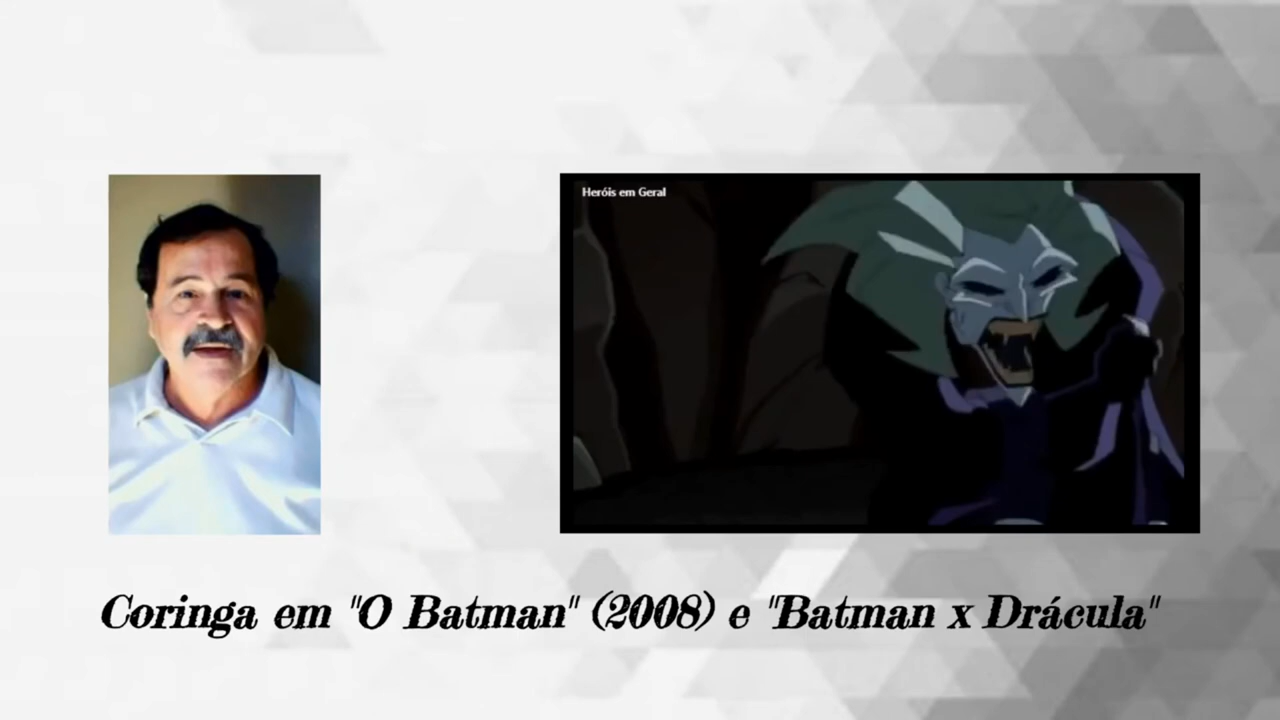 Heróis em Geral
Coringa em "O Batman" (2008) e "Batman x Drácula"